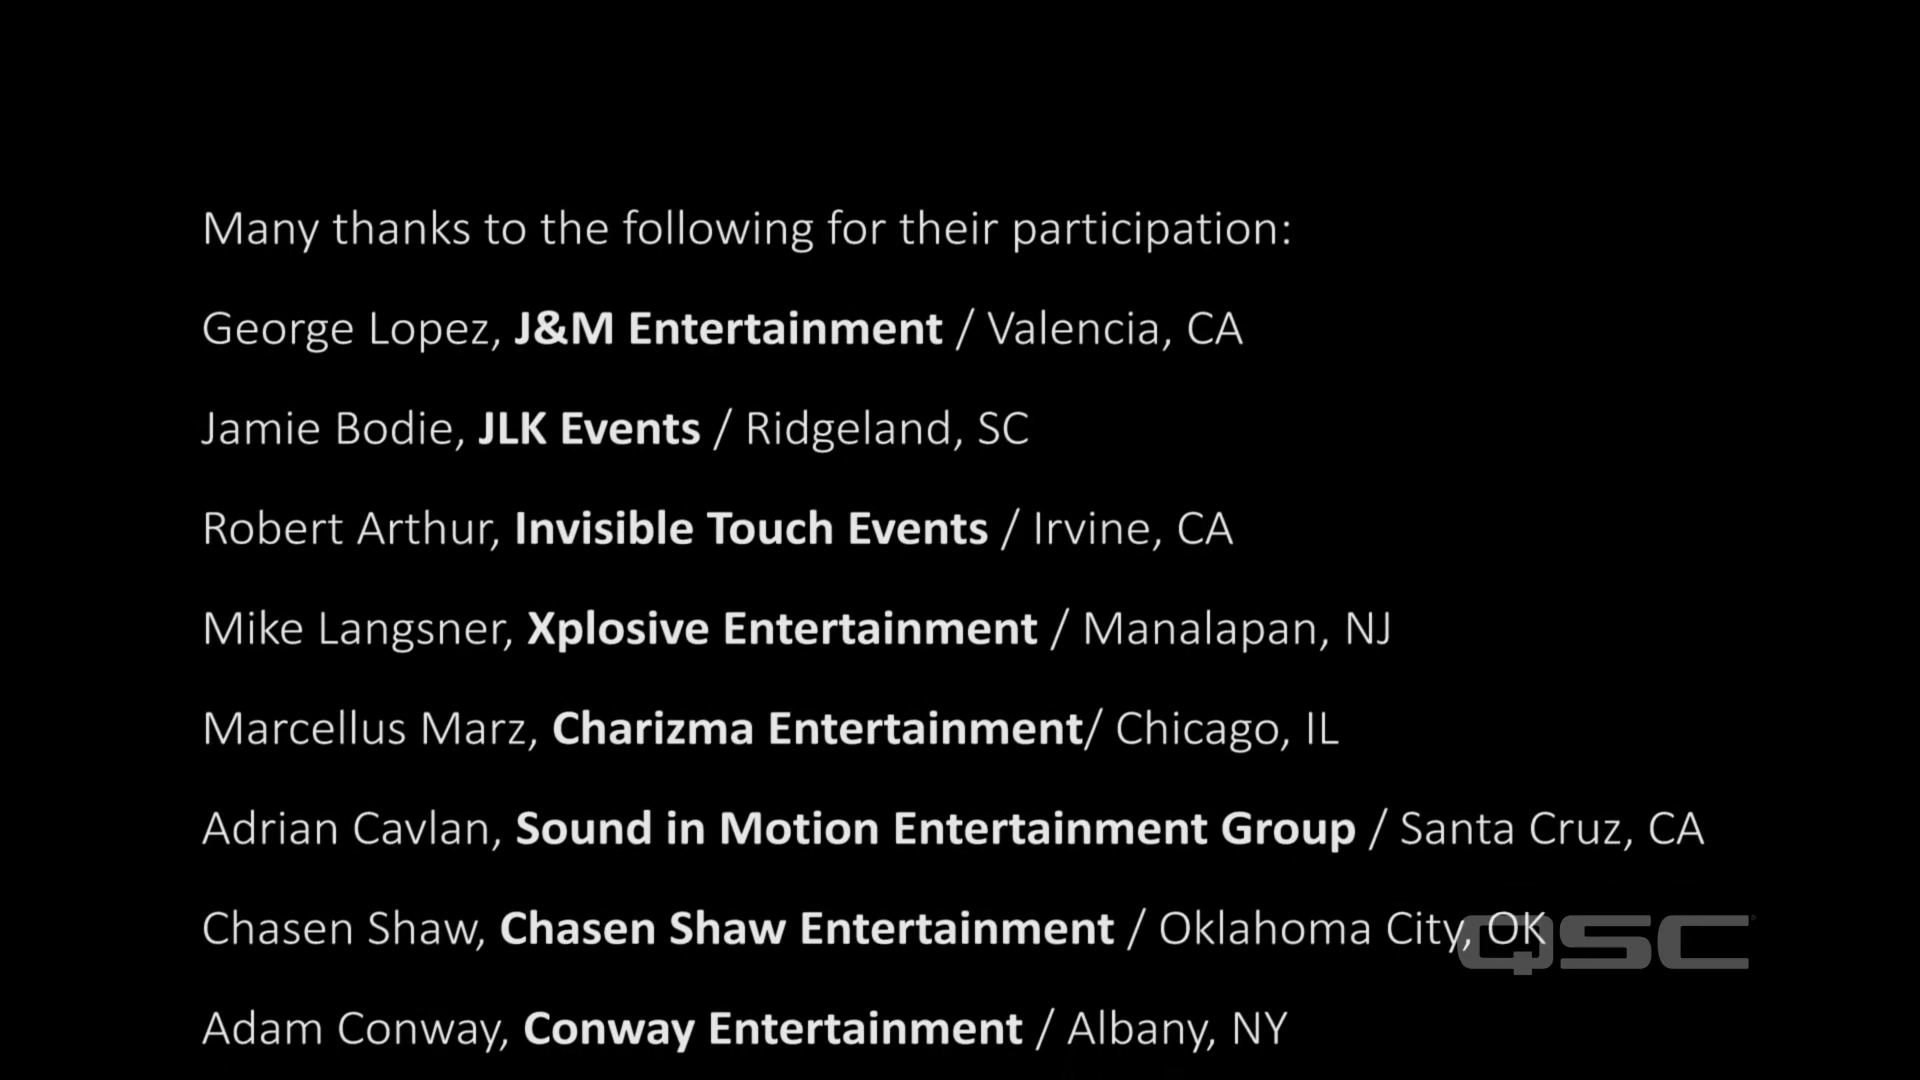 Many thanks to the following for their participation:
George Lopez, J&M Entertainment / Valencia, CA
Jamie Bodie, JLK Events / Ridgeland, SC
Robert Arthur, Invisible Touch Events / Irvine, CA
Mike Langsner, Xplosive Entertainment / Manalapan, NJ
Marcellus Marz, Charizma Entertainment/ Chicago, IL
Adrian Cavlan, Sound in Motion Entertainment Group / Santa Cruz, CA
Chasen Shaw, Chasen Shaw Entertainment / Oklahoma City, OK
QSC
Adam Conway, Conway Entertainment / Albany, NY